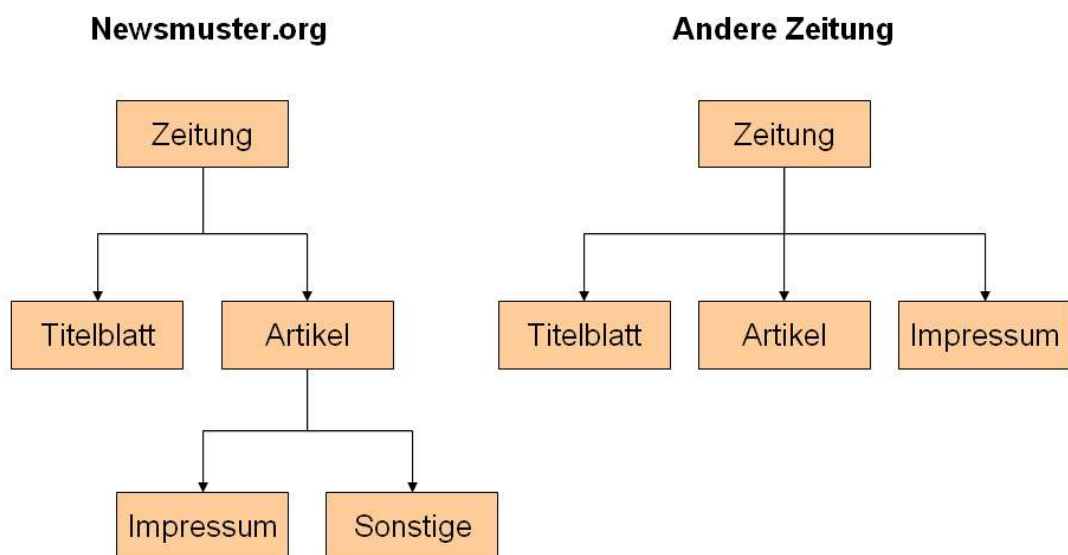 Newsmuster.org
Andere Zeitung
Zeitung
Zeitung
Titelblatt
Artikel
Titelblatt
Artikel
Impressum
Impressum
Sonstige